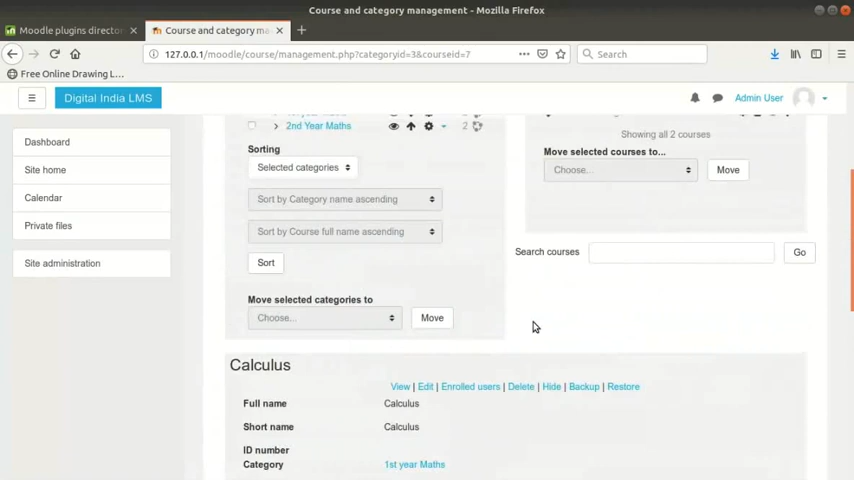 Course and category management - Mozilla Firefox
Moodle plugins director
Course and category ma
127.0.0.1/moodle/course/management.php?categoryid=3&courseid=7
Search
Free Online Drawing L...
Digital India LMS
Admin User
Dashboard
Site home
Calendar
Private files
Site administration
2nd Year Maths
2
Sorting
Selected categories
Sort by Category name ascending
Sort by Course full name ascending
Sort
Move selected categories to
Choose...
Move
Showing all 2 courses
Move selected courses to...
Choose...
Move
Search courses
Go
Calculus
View | Edit | Enrolled users | Delete | Hide | Backup | Restore
Full name Calculus
Short name Calculus
ID number
Category 1st year Maths